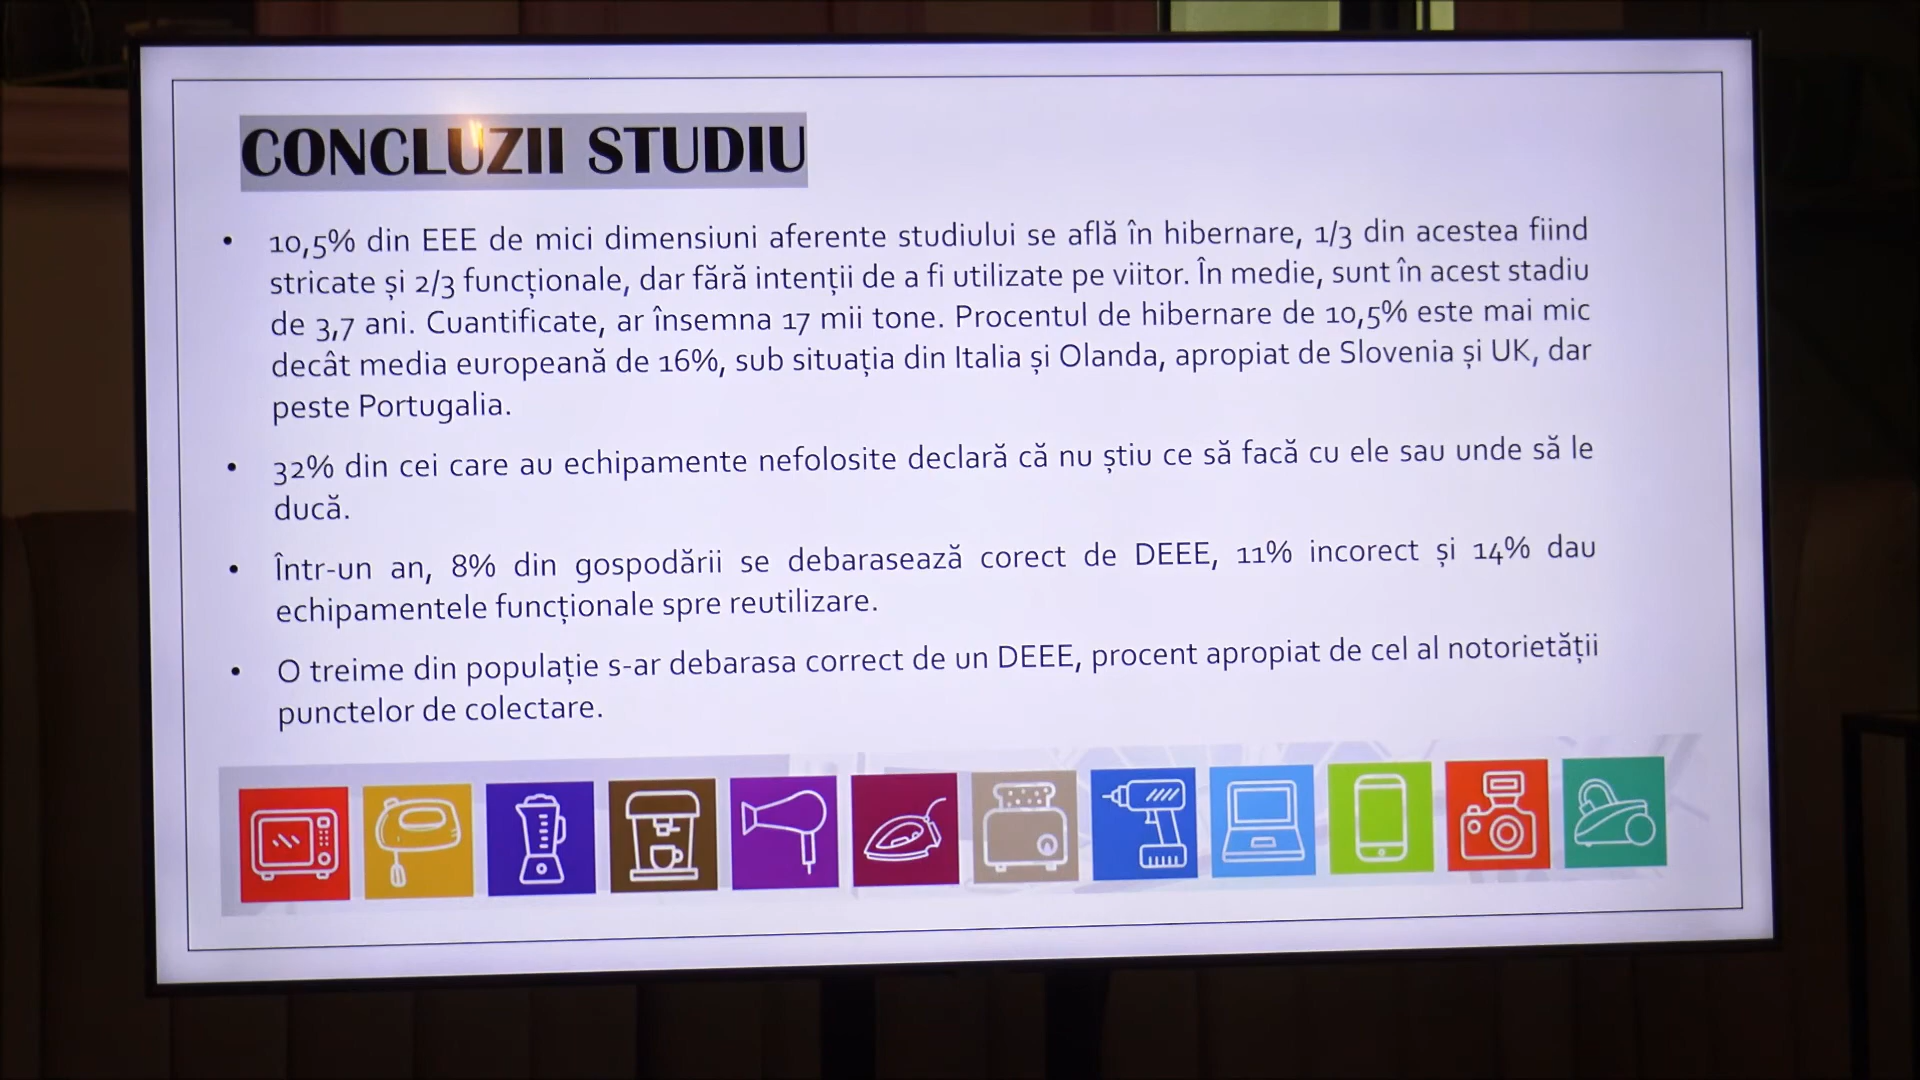 CONCLUZII STUDIU
• 10,5% din EEE de mici dimensiuni aferente studiului se află în hibernare, 1/3 din acestea fiind
stricate și 2/3 funcționale, dar fără intenții de a fi utilizate pe viitor. În medie, sunt în acest stadiu
de 3,7 ani. Cuantificate, ar însemna 17 mii tone. Procentul de hibernare de 10,5% este mai mic
decât media europeană de 16%, sub situația din Italia și Olanda, apropiat de Slovenia și UK, dar
peste Portugalia.
• 32% din cei care au echipamente nefolosite declară că nu știu ce să facă cu ele sau unde să le
ducă.
• Într-un an, 8% din gospodării se debarasează corect de DEEE, 11% incorect și 14% dau
echipamentele funcționale spre reutilizare.
• O treime din populație s-ar debarasa correct de un DEEE, procent apropiat de cel al notorietății
punctelor de colectare.